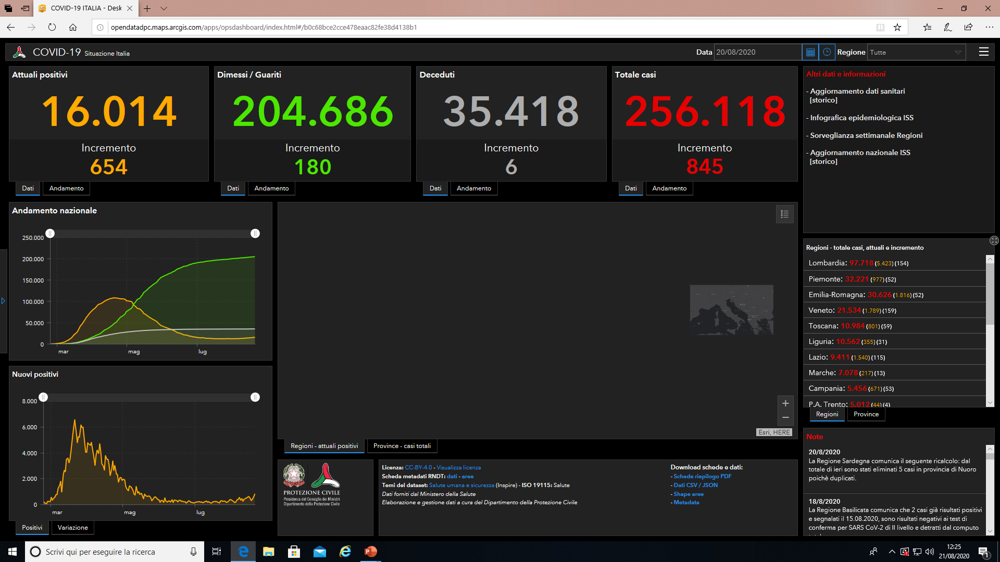 COVID-19 ITALIA - Desk
opendatadpc.maps.arcgis.com/apps/opsdashboard/index.html#/b0c68bce2cce478eaac82fe38d4138b1
COVID-19 Situazione Italia
Data 20/08/2020
Regione Tutte
Attuali positivi
16.014
Incremento
654
Dati Andamento
Dimessi / Guariti
204.686
Incremento
180
Dati Andamento
Deceduti
35.418
Incremento
6
Dati Andamento
Totale casi
256.118
Incremento
845
Dati Andamento
Altri dati e informazioni
- Aggiornamento dati sanitari
[storico]
- Infografica epidemiologica ISS
- Sorveglianza settimanale Regioni
- Aggiornamento nazionale ISS
[storico]
Andamento nazionale
250.000
200.000
150.000
100.000
50.000
0
mar mag lug
Nuovi positivi
8.000
6.000
4.000
2.000
0
mar mag lug
Positivi Variazione
Esri, HERE
Regioni - attuali positivi Province - casi totali
PROTEZIONE CIVILE
Presidenza del Consiglio dei Ministri
Dipartimento della Protezione Civile
Licenza: CC-BY-4.0 - Visualizza licenza
Scheda metadati RNDT: dati - aree
Temi del dataset: Salute umana e sicurezza (Inspire) - ISO 19115: Salute
Dati forniti dal Ministero della Salute
Elaborazione e gestione dati a cura del Dipartimento della Protezione Civile
Download schede e dati:
- Schede riepilogo PDF
- Dati CSV / JSON
- Shape aree
- Metadata
Regioni - totale casi, attuali e incremento
Lombardia: 97.718 (5.423) (154)
Piemonte: 32.221 (977) (52)
Emilia-Romagna: 30.626 (1.816) (52)
Veneto: 21.534 (1.789) (159)
Toscana: 10.984 (801) (59)
Liguria: 10.562 (355) (31)
Lazio: 9.411 (1.540) (115)
Marche: 7.078 (217) (13)
Campania: 5.456 (671) (53)
P.A. Trento: 5.012 (44) (4)
Regioni Province
Note
20/8/2020
La Regione Sardegna comunica il seguente ricalcolo: dal
totale di ieri sono stati eliminati 5 casi in provincia di Nuoro
poichè duplicati.
18/8/2020
La Regione Basilicata comunica che 2 casi già risultati positivi
e segnalati il 15.08.2020, sono risultati negativi ai test di
conferma per SARS CoV-2 di II livello e detratti dal computo
Scrivi qui per eseguire la ricerca
12:25
21/08/2020
1